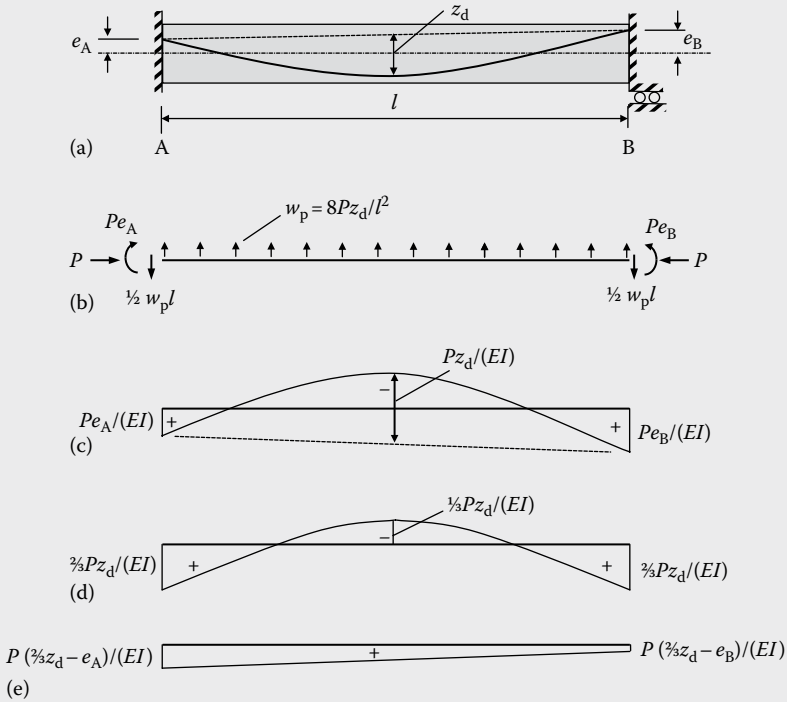 z_d
e_A
e_B
l
(a)
A
B
w_p = 8Pz_d/l²
Pe_A
Pe_B
P
P
½ w_pl
½ w_pl
(b)
Pz_d/(EI)
–
+
+
Pe_A/(EI)
Pe_B/(EI)
(c)
⅓Pz_d/(EI)
–
+
+
⅔Pz_d/(EI)
⅔Pz_d/(EI)
(d)
P (⅔z_d – e_A)/(EI)
+
P (⅔z_d – e_B)/(EI)
(e)